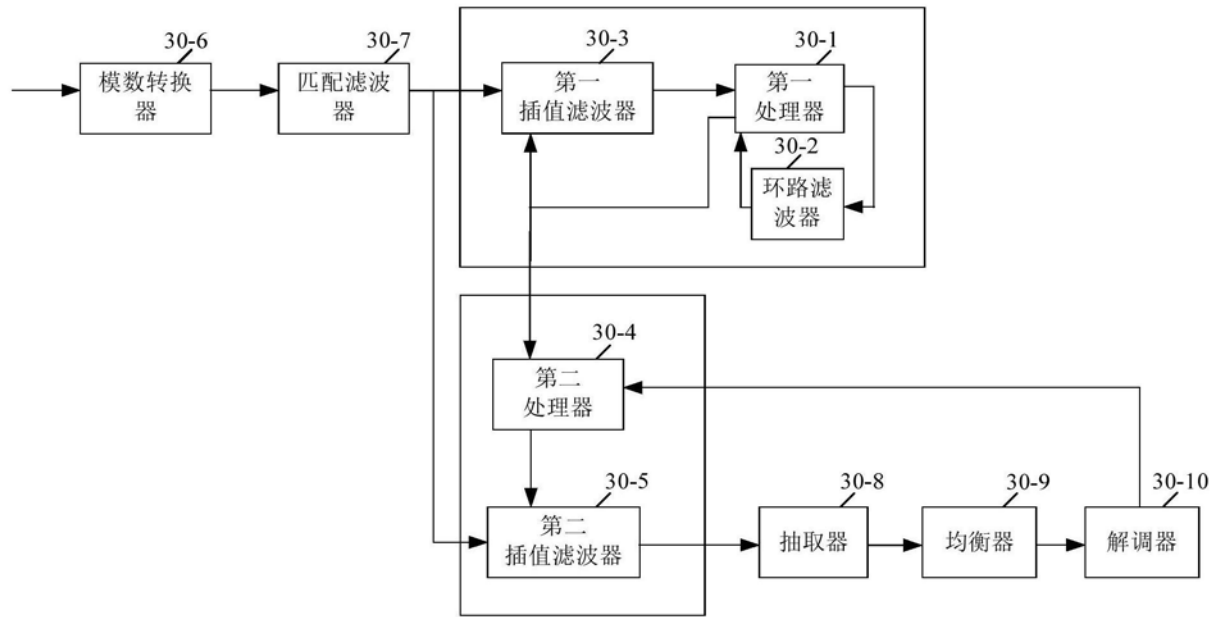 30-6
模数转换
器
30-7
匹配滤波
器
30-3
第一
插值滤波器
30-1
第一
处理器
30-2
环路滤
波器
30-4
第二
处理器
30-5
第二
插值滤波器
30-8
抽取器
30-9
均衡器
30-10
解调器